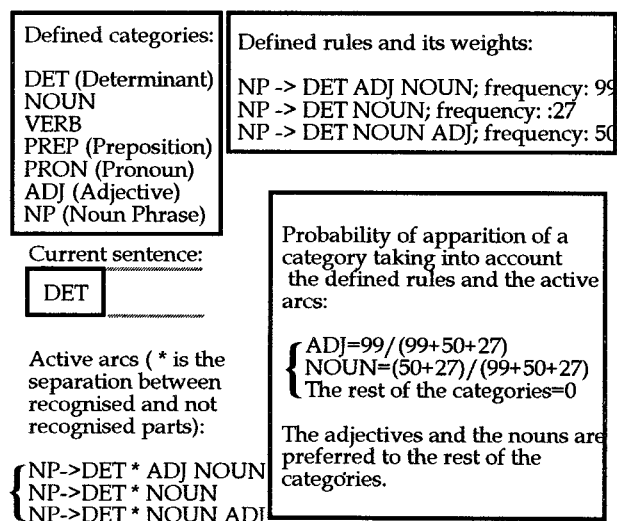 Defined categories:
DET (Determinant)
NOUN
VERB
PREP (Preposition)
PRON (Pronoun)
ADJ (Adjective)
NP (Noun Phrase)
Defined rules and its weights:
NP -> DET ADJ NOUN; frequency: 99
NP -> DET NOUN; frequency: :27
NP -> DET NOUN ADJ; frequency: 50
Current sentence:
DET
Active arcs ( * is the
separation between
recognised and not
recognised parts):
NP->DET * ADJ NOUN
NP->DET * NOUN
NP->DET * NOUN ADJ
Probability of apparition of a
category taking into account
the defined rules and the active
arcs:
ADJ=99/(99+50+27)
NOUN=(50+27)/(99+50+27)
The rest of the categories=0
The adjectives and the nouns are
preferred to the rest of the
categories.